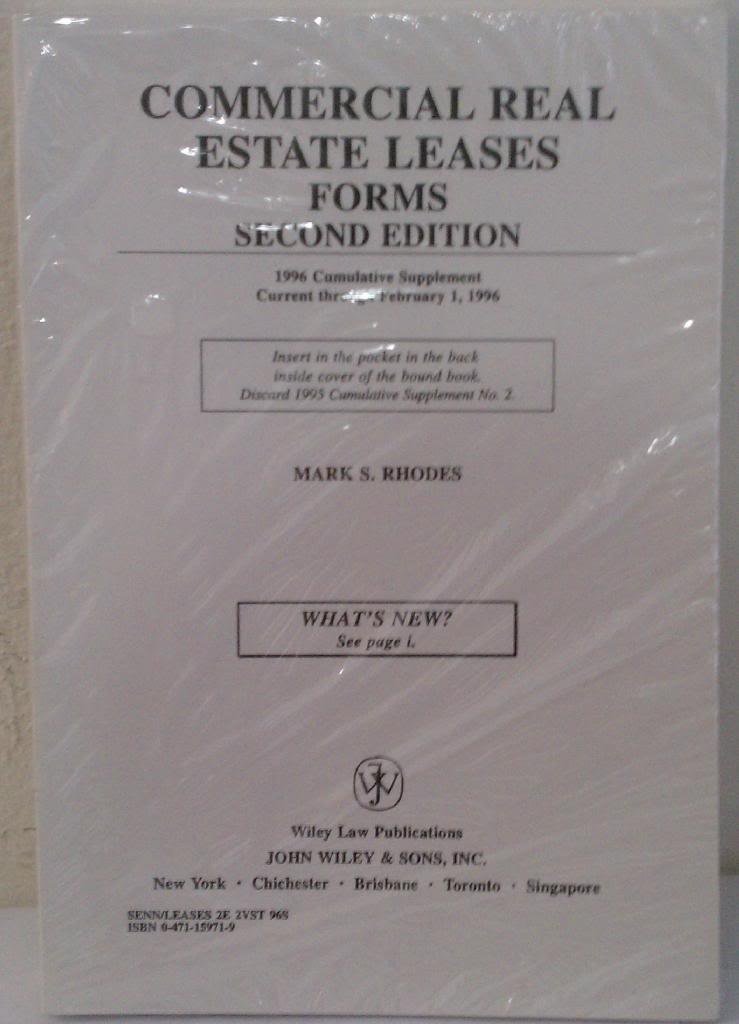 COMMERCIAL REAL
ESTATE LEASES
FORMS
SECOND EDITION
1996 Cumulative Supplement
Current through February 1, 1996
Insert in the pocket in the back
inside cover of the bound book.
Discard 1995 Cumulative Supplement No. 2.
MARK S. RHODES
WHAT'S NEW?
See page i.
Wiley Law Publications
JOHN WILEY & SONS, INC.
New York · Chichester · Brisbane · Toronto · Singapore
SENN/LEASES 2E 2VST 96S
ISBN 0-471-15971-9